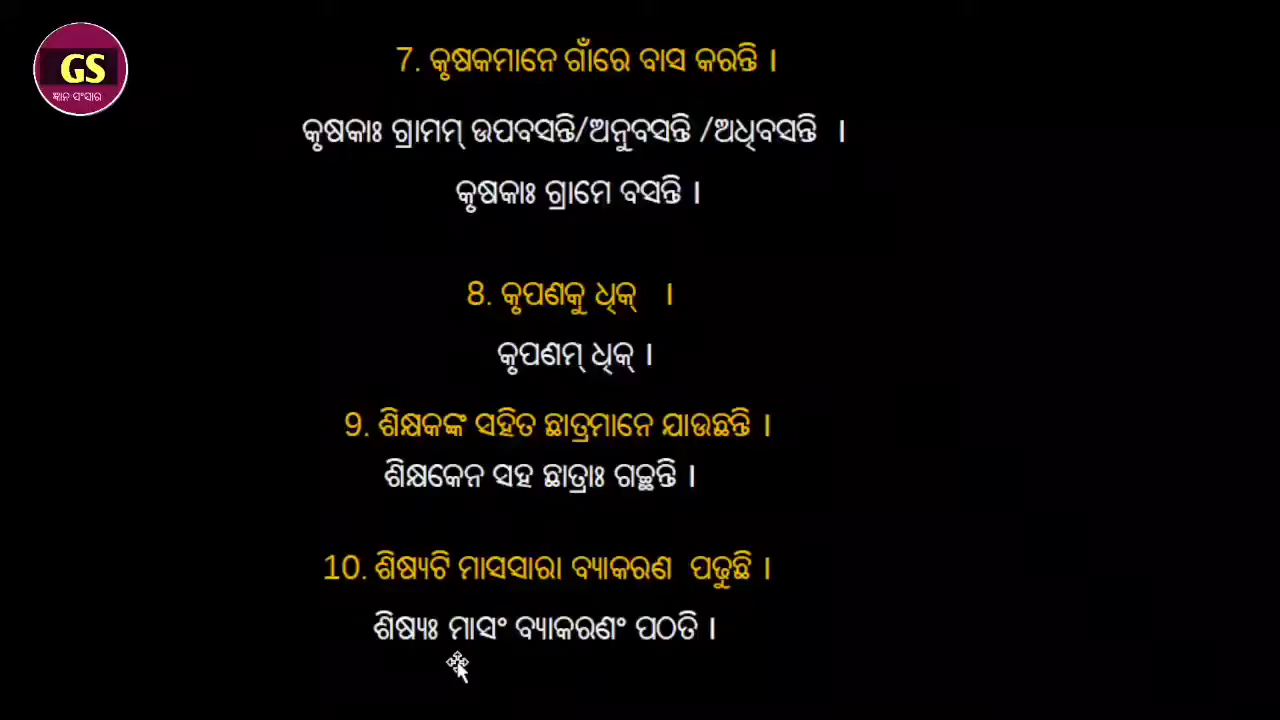 GS
ଜ୍ଞାନ ସଂସାର
7. କୃଷକମାନେ ଗାଁରେ ବାସ କରନ୍ତି ।
କୃଷକାଃ ଗ୍ରାମମ୍ ଉପବସନ୍ତି/ଅନୁବସନ୍ତି /ଅଧିବସନ୍ତି ।
କୃଷକାଃ ଗ୍ରାମେ ବସନ୍ତି ।
8. କୃପଣକୁ ଧିକ୍ ।
କୃପଣମ୍ ଧିକ୍ ।
9. ଶିକ୍ଷକଙ୍କ ସହିତ ଛାତ୍ରମାନେ ଯାଉଛନ୍ତି ।
ଶିକ୍ଷକେନ ସହ ଛାତ୍ରାଃ ଗଚ୍ଛନ୍ତି ।
10. ଶିଷ୍ୟଟି ମାସସାରା ବ୍ୟାକରଣ ପଢୁଛି ।
ଶିଷ୍ୟଃ ମାସଂ ବ୍ୟାକରଣଂ ପଠତି ।